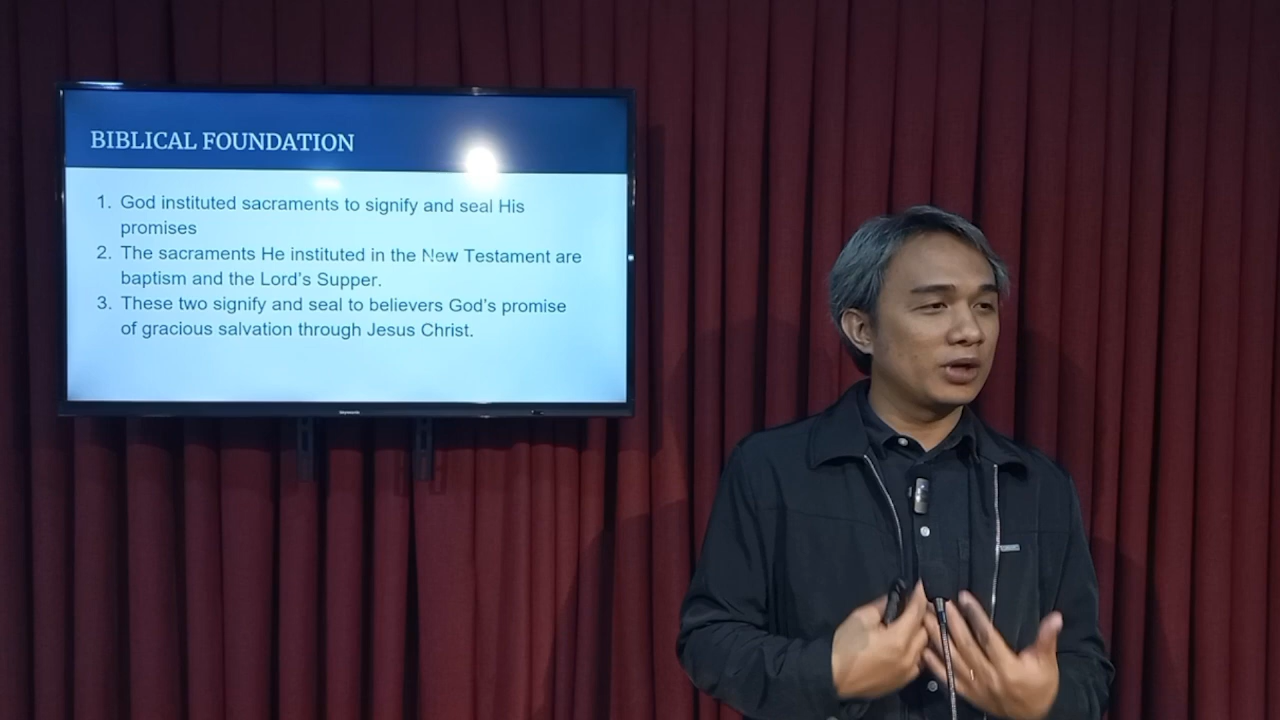 BIBLICAL FOUNDATION
1. God instituted sacraments to signify and seal His
promises
2. The sacraments He instituted in the New Testament are
baptism and the Lord's Supper.
3. These two signify and seal to believers God's promise
of gracious salvation through Jesus Christ.